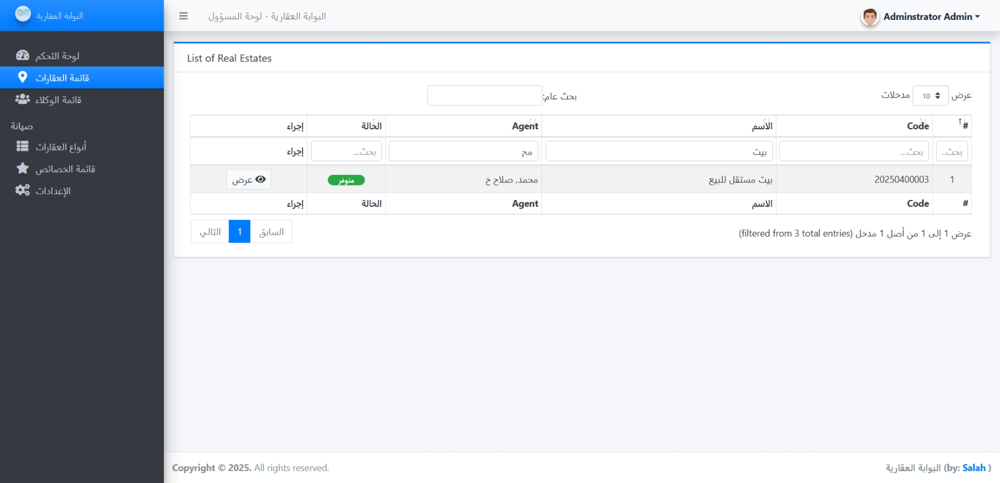 البوابة العقارية
البوابة العقارية - لوحة المسؤول
Adminstrator Admin
لوحة التحكم
قائمة العقارات
قائمة الوكلاء
صيانة
أنواع العقارات
قائمة الخصائص
الإعدادات
List of Real Estates
عرض 10 مدخلات
بحث عام:
# Code الاسم Agent الحالة إجراء
بحث.. بحث... بيت مح بحث... إجراء
1 20250400003 بيت مستقل للبيع محمد, صلاح خ متوفر عرض
# Code الاسم Agent الحالة إجراء
عرض 1 إلى 1 من أصل 1 مدخل (filtered from 3 total entries)
السابق 1 التالي
Copyright © 2025. All rights reserved.
البوابة العقارية (by: Salah )